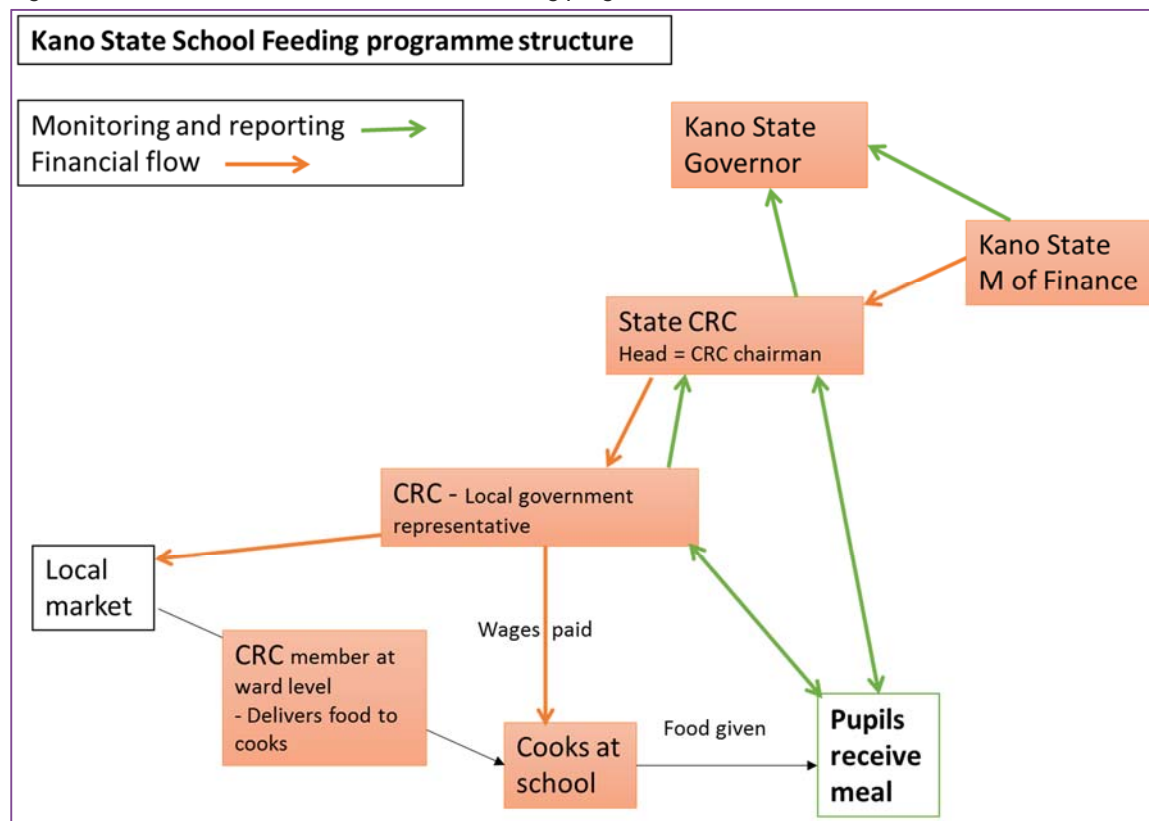 Kano State School Feeding programme structure
Monitoring and reporting
Financial flow
Kano State
Governor
Kano State
M of Finance
State CRC
Head = CRC chairman
CRC - Local government
representative
Local
market
Wages paid
CRC member at
ward level
- Delivers food to
cooks
Cooks at
school
Food given
Pupils
receive
meal